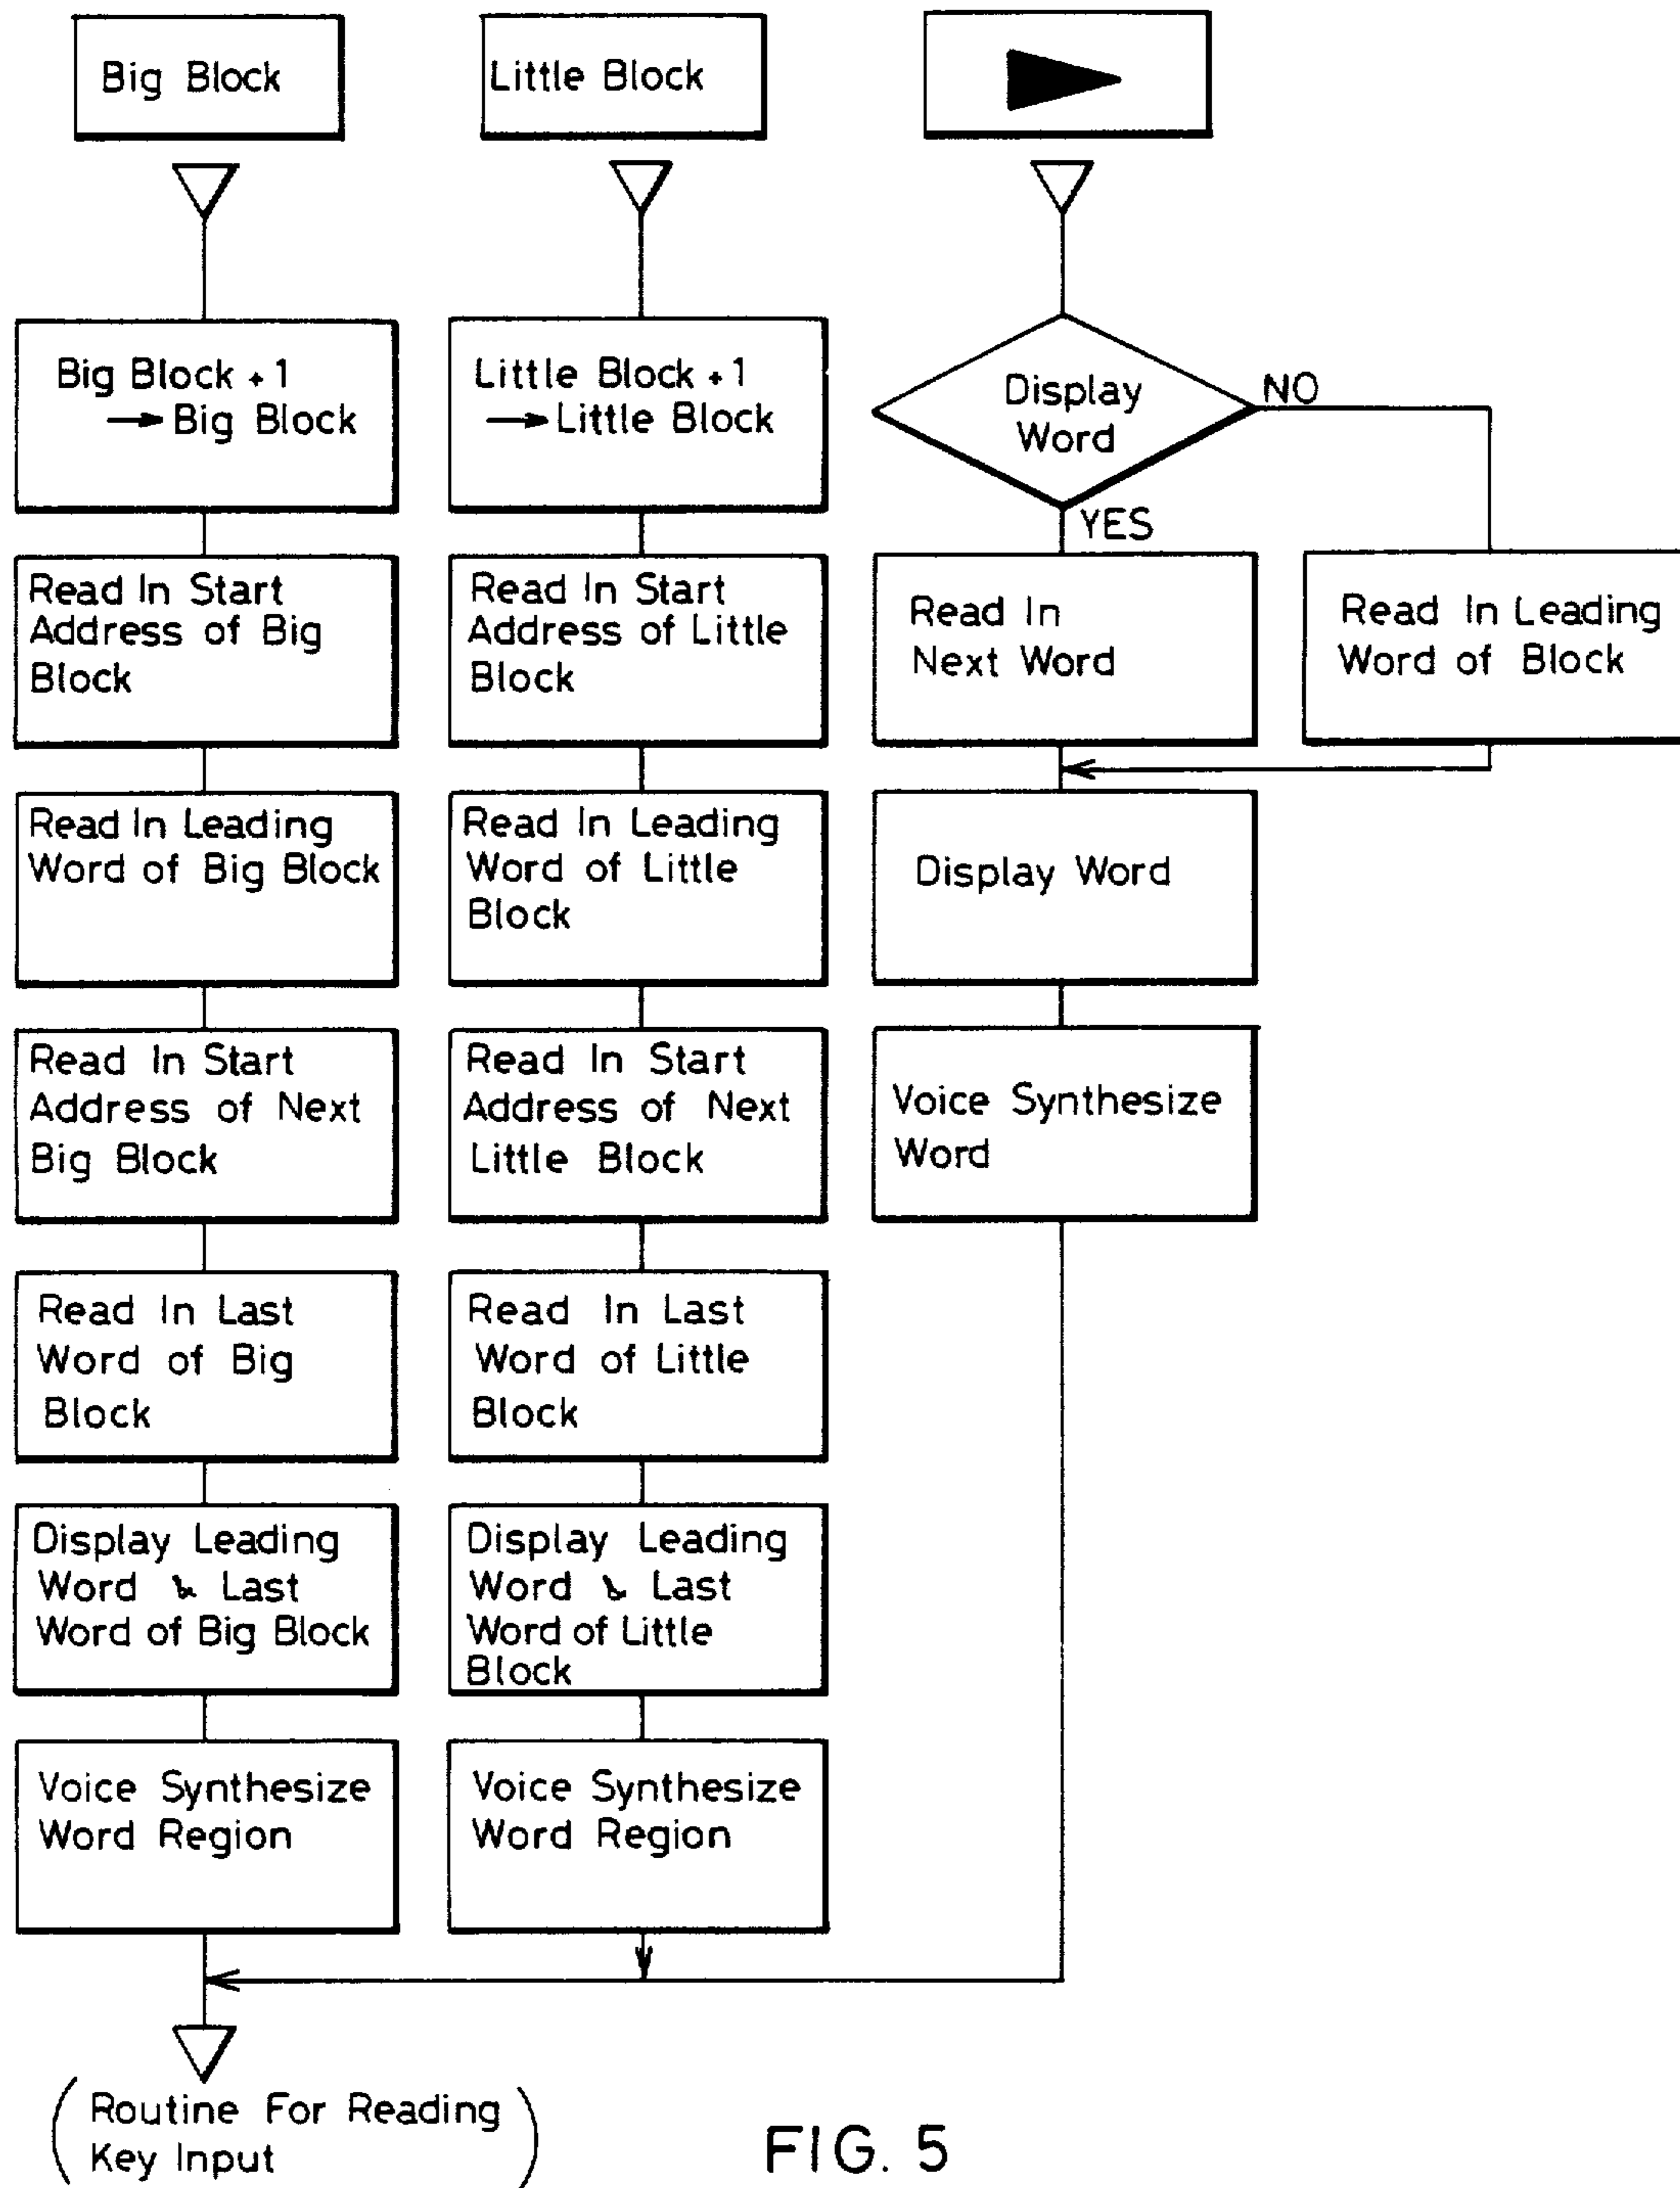 Big Block
Big Block + 1
→ Big Block
Read In Start
Address of Big
Block
Read In Leading
Word of Big Block
Read In Start
Address of Next
Big Block
Read In Last
Word of Big
Block
Display Leading
Word & Last
Word of Big Block
Voice Synthesize
Word Region
Little Block
Little Block + 1
→ Little Block
Read In Start
Address of Little
Block
Read In Leading
Word of Little
Block
Read In Start
Address of Next
Little Block
Read In Last
Word of Little
Block
Display Leading
Word & Last
Word of Little
Block
Voice Synthesize
Word Region
Display
Word
NO
YES
Read In
Next Word
Read In Leading
Word of Block
Display Word
Voice Synthesize
Word
(Routine For Reading
Key Input)
FIG. 5